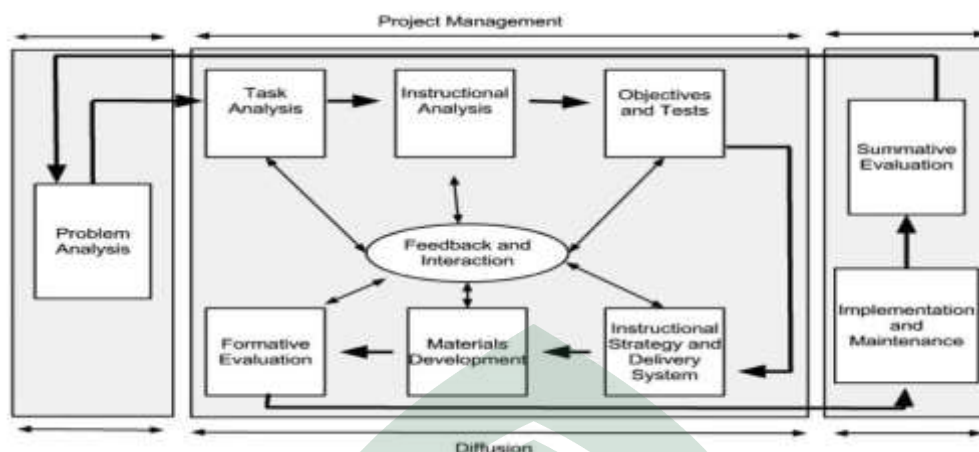 Project Management
Task
Analysis
Instructional
Analysis
Objectives
and Tests
Summative
Evaluation
Problem
Analysis
Feedback and
Interaction
Formative
Evaluation
Materials
Development
Instructional
Strategy and
Delivery
System
Implementation
and
Maintenance
Diffusion